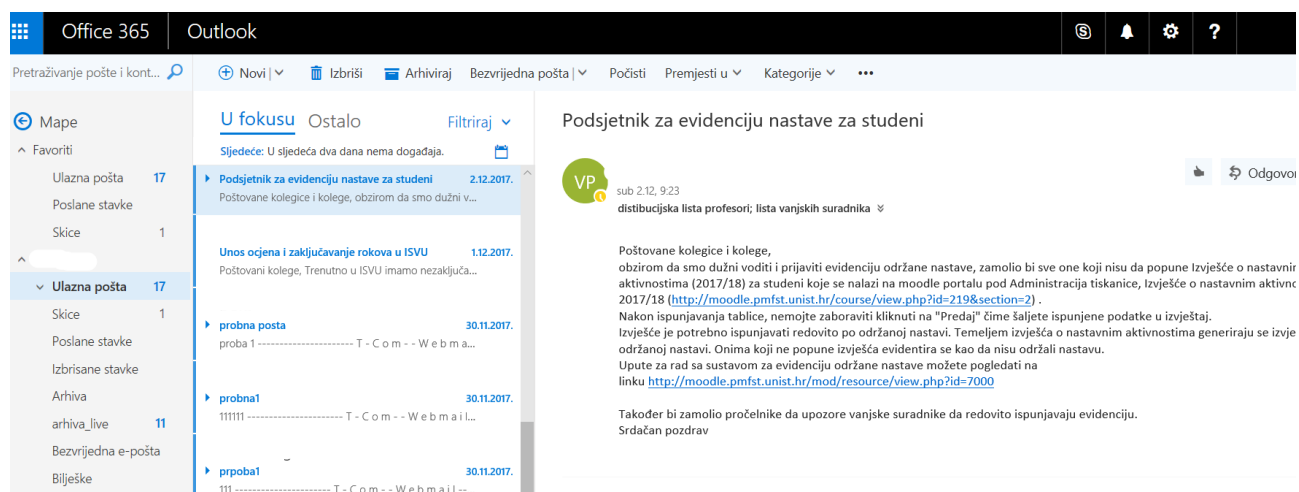 Office 365
Outlook
Pretraživanje pošte i kont...
Novi
Izbriši
Arhiviraj
Bezvrijedna pošta
Počisti
Premjesti u
Kategorije
Mape
Favoriti
Ulazna pošta 17
Poslane stavke
Skice 1
Ulazna pošta 17
Skice 1
Poslane stavke
Izbrisane stavke
Arhiva
arhiva_live 11
Bezvrijedna e-pošta
Bilješke
U fokusu
Ostalo
Filtriraj
Sljedeće: U sljedeća dva dana nema događaja.
Podsjetnik za evidenciju nastave za studeni 2.12.2017.
Poštovane kolegice i kolege, obzirom da smo dužni v...
Unos ocjena i zaključavanje rokova u ISVU 1.12.2017.
Poštovani kolege, Trenutno u ISVU imamo nezaključa...
probna posta 30.11.2017.
proba 1 ---------------------- T - C o m - - W e b m a...
probna1 30.11.2017.
111111 ---------------------- T - C o m - - W e b m a i l...
prpoba1 30.11.2017.
111 ---------------------- T - C o m - - W e b m a i l --
Podsjetnik za evidenciju nastave za studeni
VP
sub 2.12, 9:23
distibucijska lista profesori; lista vanjskih suradnika
Odgovor
Poštovane kolegice i kolege,
obzirom da smo dužni voditi i prijaviti evidenciju održane nastave, zamolio bi sve one koji nisu da popune Izvješće o nastavnim
aktivnostima (2017/18) za studeni koje se nalazi na moodle portalu pod Administracija tiskanice, Izvješće o nastavnim aktivno
2017/18 (http://moodle.pmfst.unist.hr/course/view.php?id=219&section=2) .
Nakon ispunjavanja tablice, nemojte zaboraviti kliknuti na "Predaj" čime šaljete ispunjene podatke u izvještaj.
Izvješće je potrebno ispunjavati redovito po održanoj nastavi. Temeljem izvješća o nastavnim aktivnostima generiraju se izvje
održanoj nastavi. Onima koji ne popune izvješća evidentira se kao da nisu održali nastavu.
Upute za rad sa sustavom za evidenciju održane nastave možete pogledati na
linku http://moodle.pmfst.unist.hr/mod/resource/view.php?id=7000
Također bi zamolio pročelnike da upozore vanjske suradnike da redovito ispunjavaju evidenciju.
Srdačan pozdrav